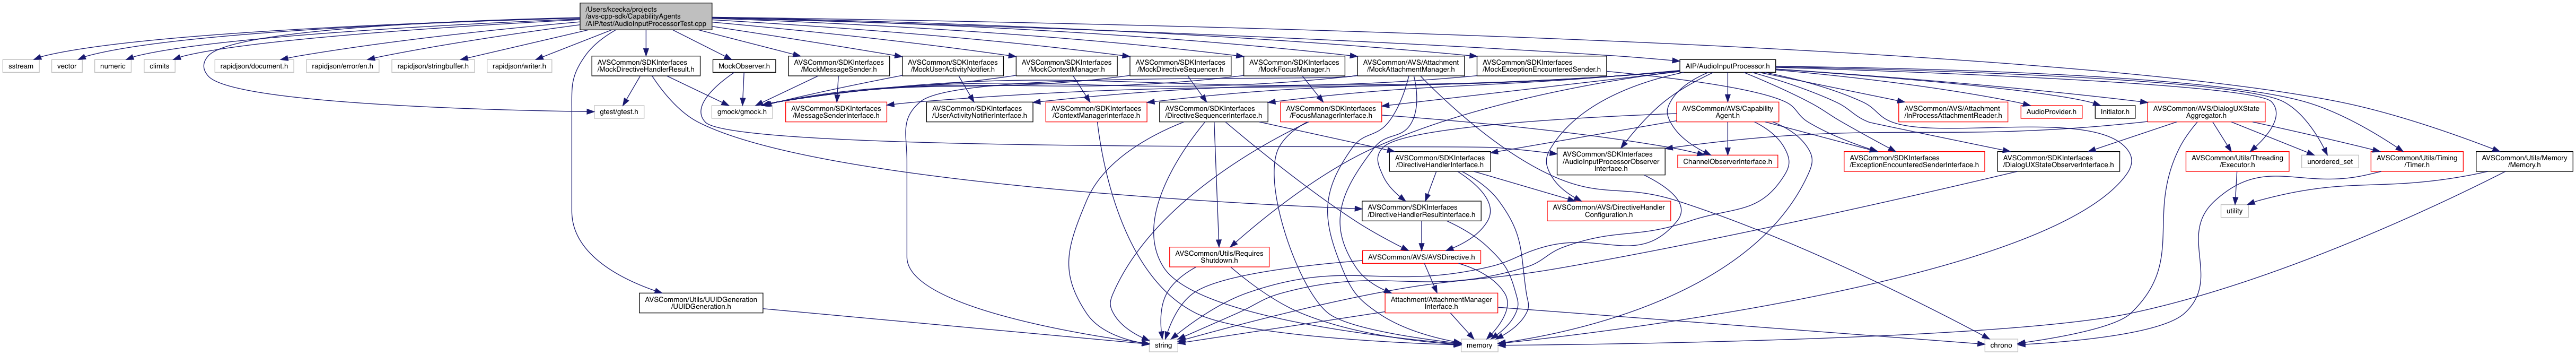 /Users/kcecka/projects
/avs-cpp-sdk/CapabilityAgents
/AIP/test/AudioInputProcessorTest.cpp
sstream
vector
numeric
climits
rapidjson/document.h
rapidjson/error/en.h
rapidjson/stringbuffer.h
rapidjson/writer.h
AVSCommon/SDKInterfaces
/MockDirectiveHandlerResult.h
MockObserver.h
AVSCommon/SDKInterfaces
/MockMessageSender.h
AVSCommon/SDKInterfaces
/MockUserActivityNotifier.h
AVSCommon/SDKInterfaces
/MockContextManager.h
AVSCommon/SDKInterfaces
/MockDirectiveSequencer.h
AVSCommon/SDKInterfaces
/MockFocusManager.h
AVSCommon/AVS/Attachment
/MockAttachmentManager.h
AVSCommon/SDKInterfaces
/MockExceptionEncounteredSender.h
AIP/AudioInputProcessor.h
gtest/gtest.h
gmock/gmock.h
AVSCommon/SDKInterfaces
/MessageSenderInterface.h
AVSCommon/SDKInterfaces
/UserActivityNotifierInterface.h
AVSCommon/SDKInterfaces
/ContextManagerInterface.h
AVSCommon/SDKInterfaces
/DirectiveSequencerInterface.h
AVSCommon/SDKInterfaces
/FocusManagerInterface.h
AVSCommon/AVS/Capability
Agent.h
AVSCommon/AVS/Attachment
/InProcessAttachmentReader.h
AudioProvider.h
Initiator.h
AVSCommon/AVS/DialogUXState
Aggregator.h
AVSCommon/SDKInterfaces
/DirectiveHandlerInterface.h
AVSCommon/SDKInterfaces
/AudioInputProcessorObserver
Interface.h
ChannelObserverInterface.h
AVSCommon/SDKInterfaces
/ExceptionEncounteredSenderInterface.h
AVSCommon/SDKInterfaces
/DialogUXStateObserverInterface.h
AVSCommon/Utils/Threading
/Executor.h
unordered_set
AVSCommon/Utils/Timing
/Timer.h
AVSCommon/Utils/Memory
/Memory.h
AVSCommon/SDKInterfaces
/DirectiveHandlerResultInterface.h
AVSCommon/AVS/DirectiveHandler
Configuration.h
utility
AVSCommon/Utils/Requires
Shutdown.h
AVSCommon/AVS/AVSDirective.h
AVSCommon/Utils/UUIDGeneration
/UUIDGeneration.h
Attachment/AttachmentManager
Interface.h
string
memory
chrono